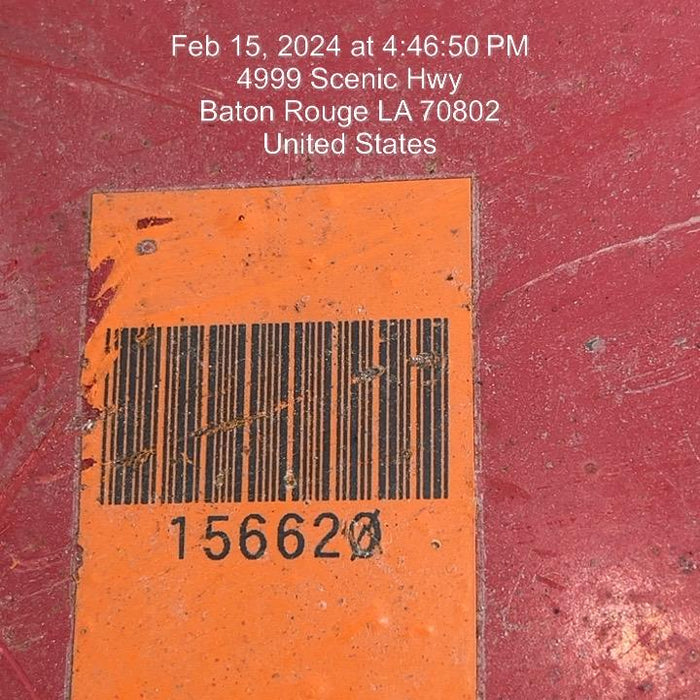 Feb 15, 2024 at 4:46:50 PM
4999 Scenic Hwy
Baton Rouge LA 70802
United States
156620